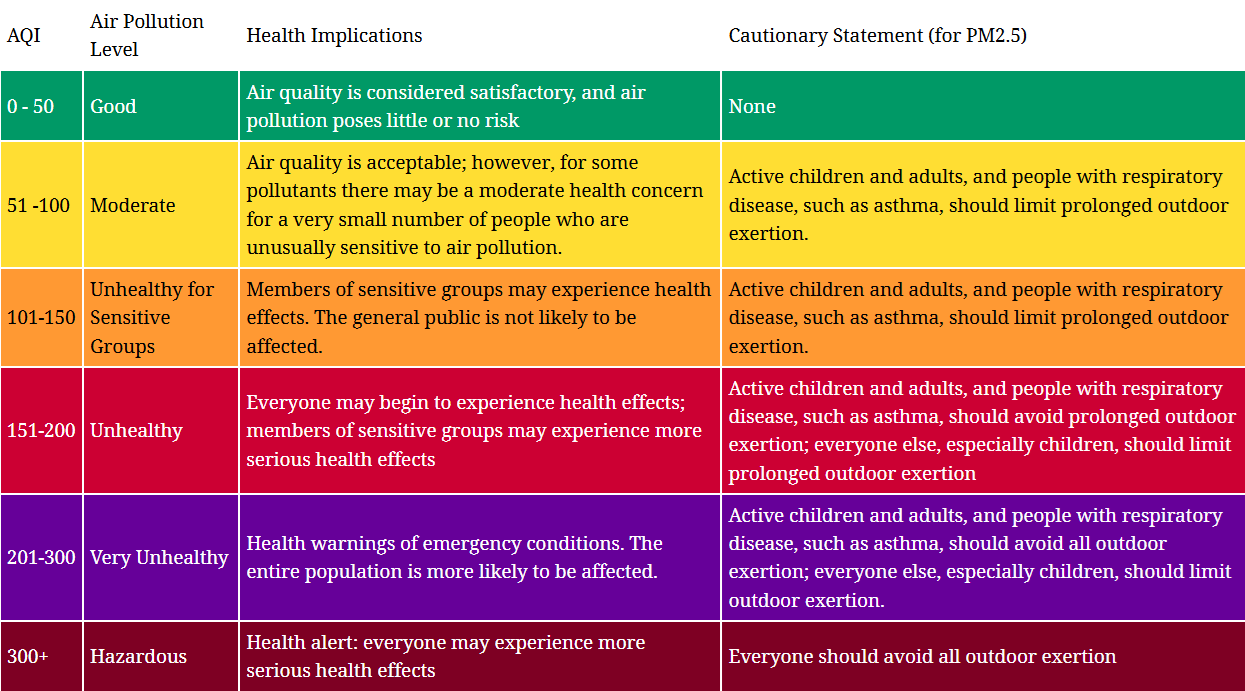 AQI
Air Pollution
Level
Health Implications
Cautionary Statement (for PM2.5)
0 - 50
Good
Air quality is considered satisfactory, and air
pollution poses little or no risk
None
51 -100
Moderate
Air quality is acceptable; however, for some
pollutants there may be a moderate health concern
for a very small number of people who are
unusually sensitive to air pollution.
Active children and adults, and people with respiratory
disease, such as asthma, should limit prolonged outdoor
exertion.
101-150
Unhealthy for
Sensitive
Groups
Members of sensitive groups may experience health
effects. The general public is not likely to be
affected.
Active children and adults, and people with respiratory
disease, such as asthma, should limit prolonged outdoor
exertion.
151-200
Unhealthy
Everyone may begin to experience health effects;
members of sensitive groups may experience more
serious health effects
Active children and adults, and people with respiratory
disease, such as asthma, should avoid prolonged outdoor
exertion; everyone else, especially children, should limit
prolonged outdoor exertion
201-300
Very Unhealthy
Health warnings of emergency conditions. The
entire population is more likely to be affected.
Active children and adults, and people with respiratory
disease, such as asthma, should avoid all outdoor
exertion; everyone else, especially children, should limit
outdoor exertion.
300+
Hazardous
Health alert: everyone may experience more
serious health effects
Everyone should avoid all outdoor exertion